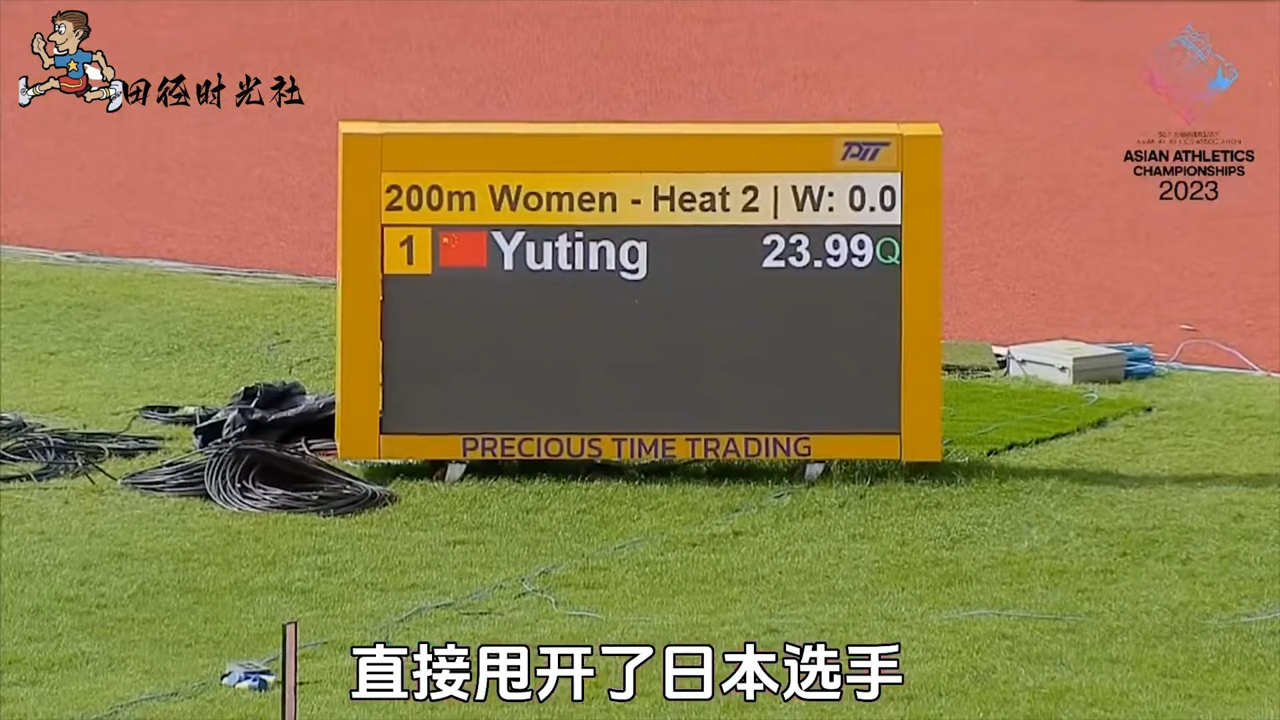 田径时光社
ASIAN ATHLETICS
CHAMPIONSHIPS
2023
PTT
200m Women - Heat 2 | W: 0.0
1 Yuting 23.99Q
PRECIOUS TIME TRADING
直接甩开了日本选手